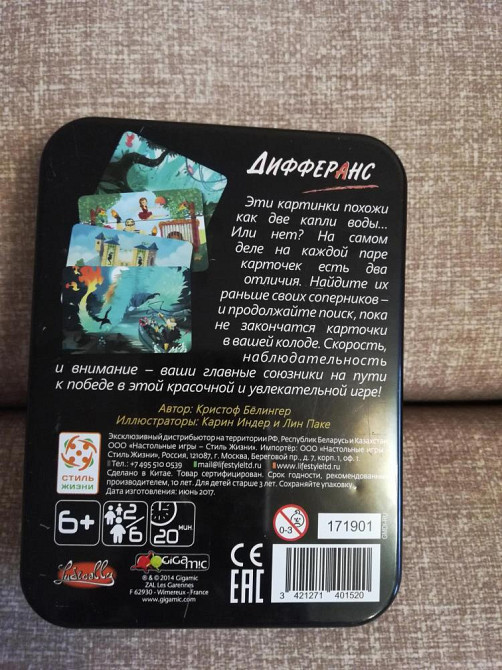 ДИФФЕРАНС
Эти картинки похожи
как две капли воды...
Или нет? На самом
деле на каждой паре
карточек есть два
отличия. Найдите их
раньше своих соперников –
и продолжайте поиск, пока
не закончатся карточки
в вашей колоде. Скорость,
наблюдательность
и внимание – ваши главные союзники на пути
к победе в этой красочной и увлекательной игре!
Автор: Кристоф Бёлингер
Иллюстраторы: Карин Индер и Лин Паке
Эксклюзивный дистрибьютор на территории РФ, Республик Беларусь и Казахстан
ООО «Настольные игры – Стиль Жизни». Импортёр: ООО «Настольные игры –
Стиль Жизни», Россия, 121087, г. Москва, Береговой пр., д. 7, корп. 1, оф. 1
Тел.: +7 495 510 0539 mail@lifestyleltd.ru www.lifestyleltd.ru
Сделано в Китае. Товар сертифицирован. Срок годности, рекомендованный
производителем, 10 лет. Для детей старше 3 лет. Сохраняйте упаковку.
Дата изготовления: июнь 2017.
СТИЛЬ
ЖИЗНИ
6+
2/6
20 МИН
0-3
171901
GIGAMIC
® & © 2014 Gigamic
ZAL Les Garennes
F 62930 - Wimereux - France
www.gigamic.com
CE
EAC
3 421271 401520